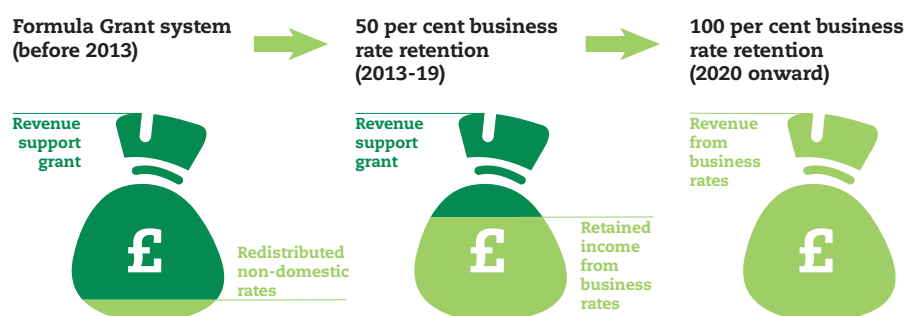 Formula Grant system
(before 2013)
50 per cent business
rate retention
(2013-19)
100 per cent business
rate retention
(2020 onward)
Revenue
support
grant
£
Redistributed
non-domestic
rates
Revenue
support
grant
£
Retained
income
from
business
rates
Revenue
from
business
rates
£